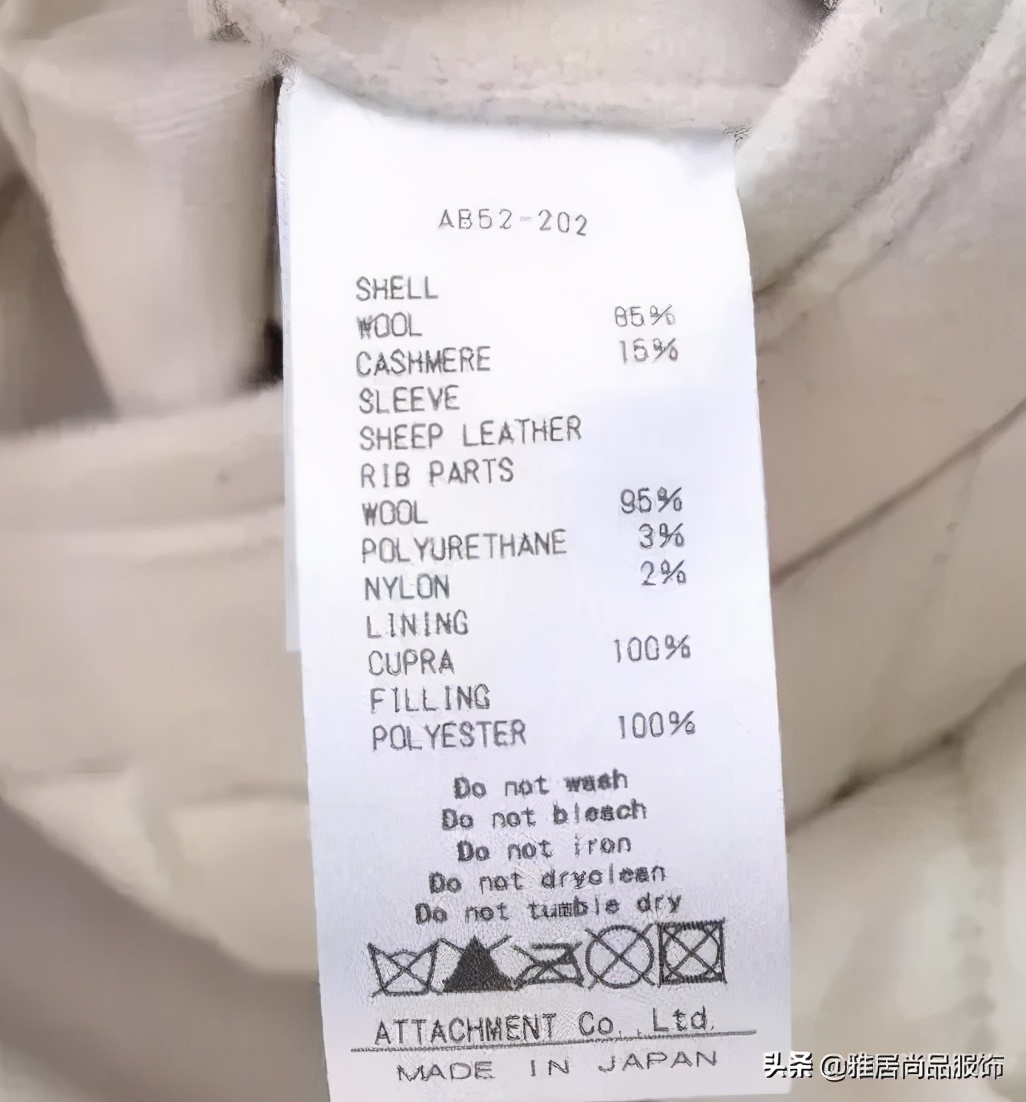 AB52-202
SHELL
WOOL 85%
CASHMERE 15%
SLEEVE
SHEEP LEATHER
RIB PARTS
WOOL 95%
POLYURETHANE 3%
NYLON 2%
LINING
CUPRA 100%
FILLING
POLYESTER 100%
Do not wash
Do not bleach
Do not iron
Do not dryclean
Do not tumble dry
ATTACHMENT Co.,Ltd.
MADE IN JAPAN
头条 @雅居尚品服饰